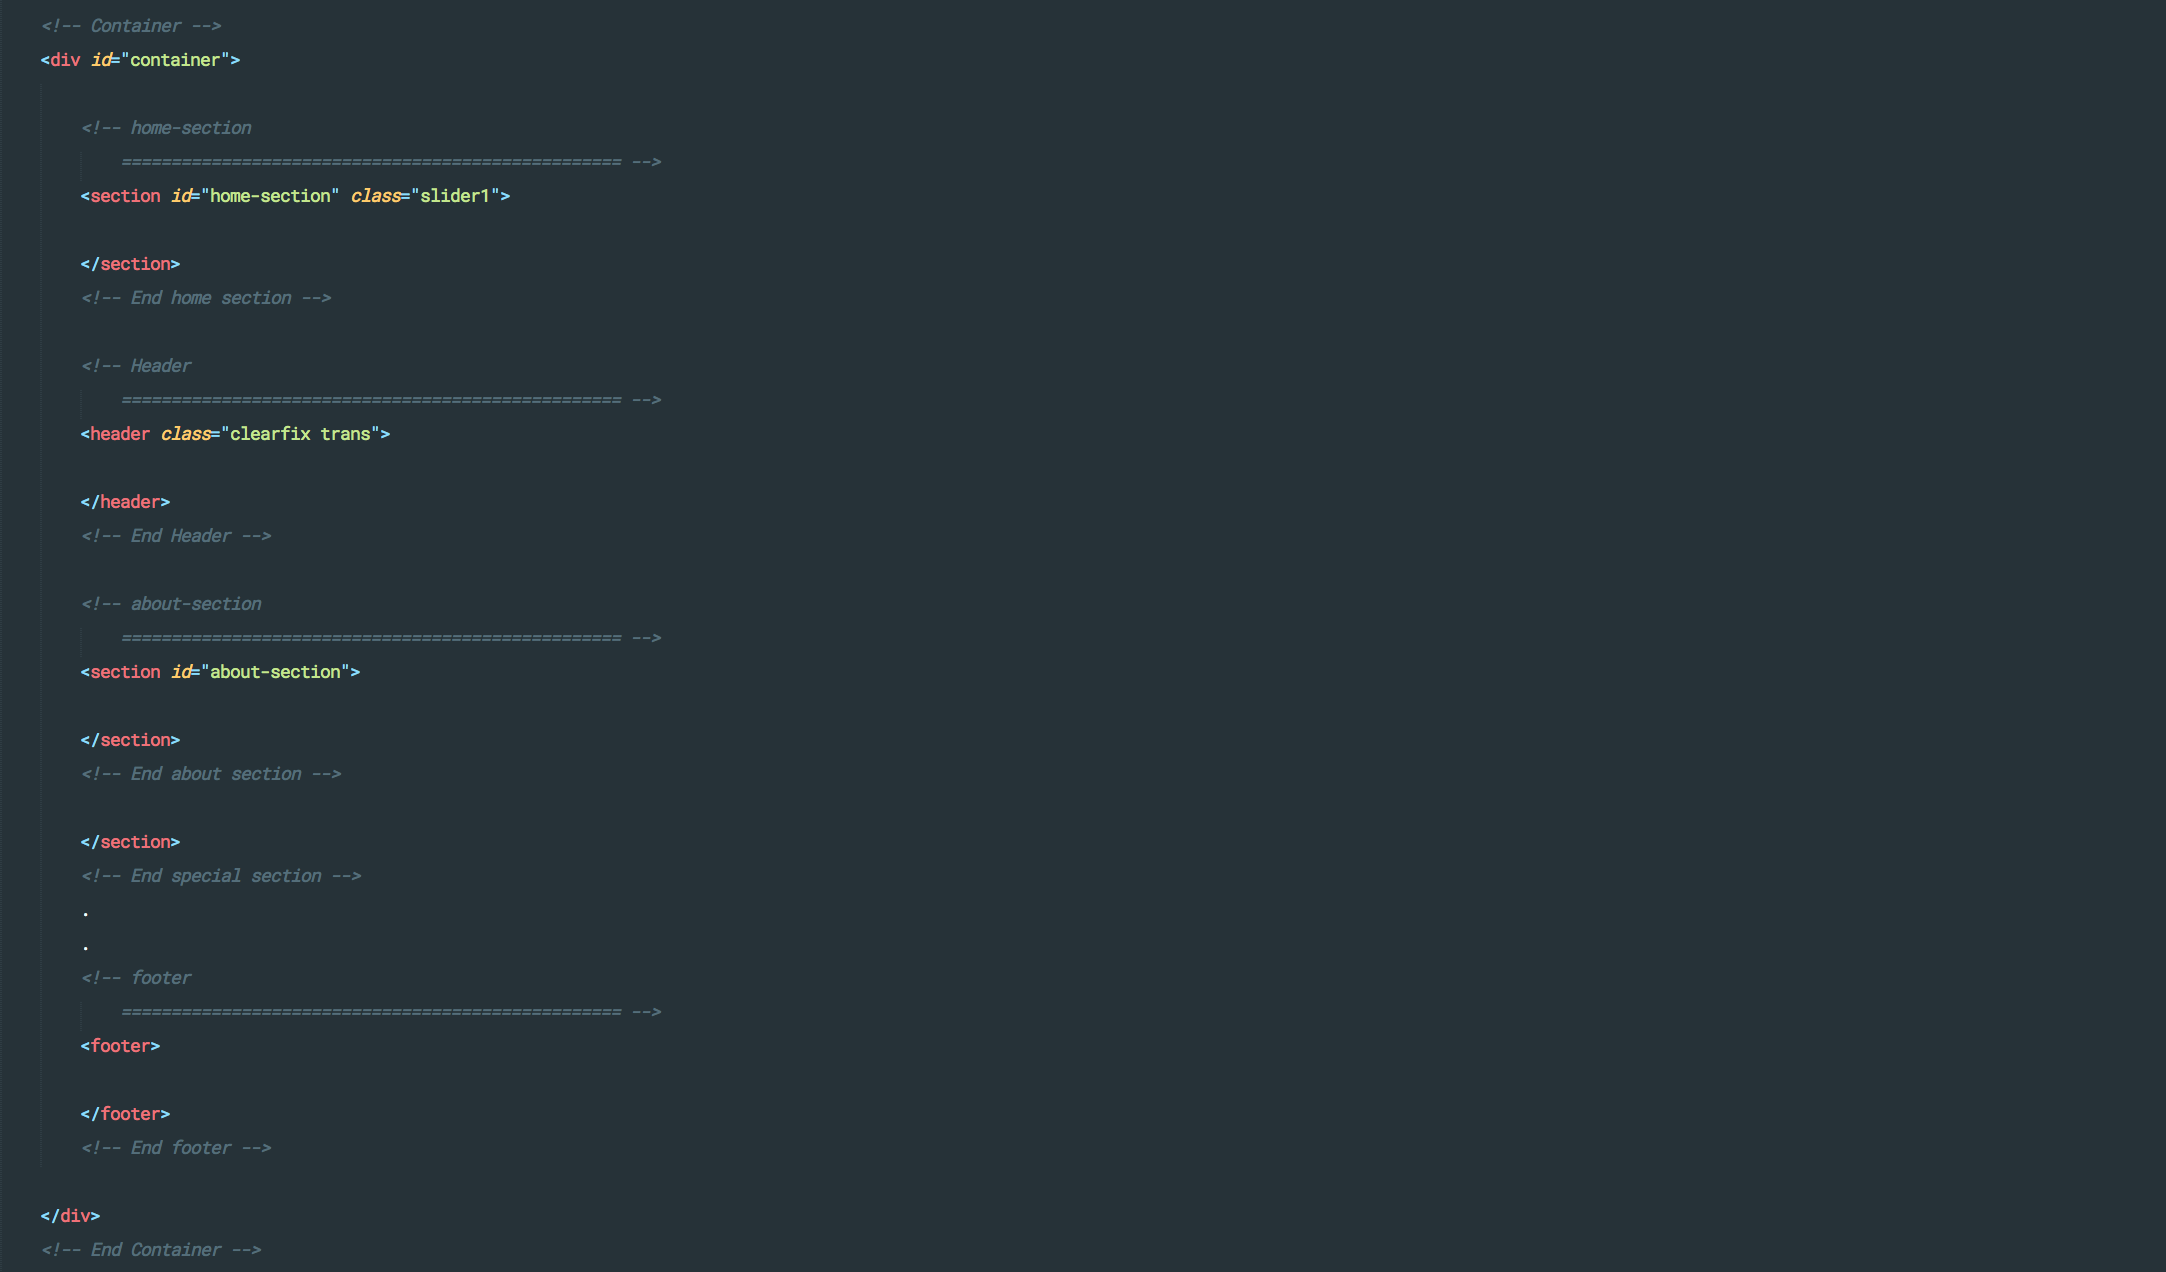 <!-- Container -->
<div id="container">
<!-- home-section
================================================== -->
<section id="home-section" class="slider1">
</section>
<!-- End home section -->
<!-- Header
================================================== -->
<header class="clearfix trans">
</header>
<!-- End Header -->
<!-- about-section
================================================== -->
<section id="about-section">
</section>
<!-- End about section -->
</section>
<!-- End special section -->
.
.
<!-- footer
================================================== -->
<footer>
</footer>
<!-- End footer -->
</div>
<!-- End Container -->